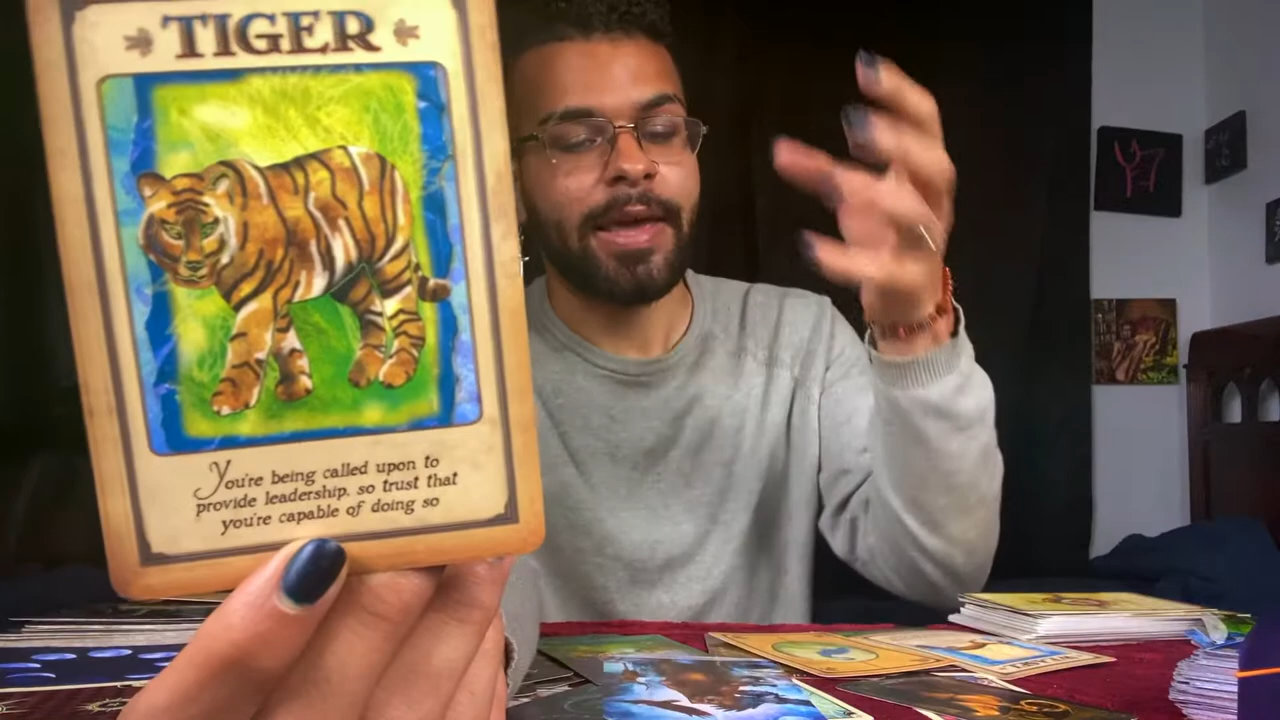 TIGER
You're being called upon to
provide leadership, so trust that
you're capable of doing so